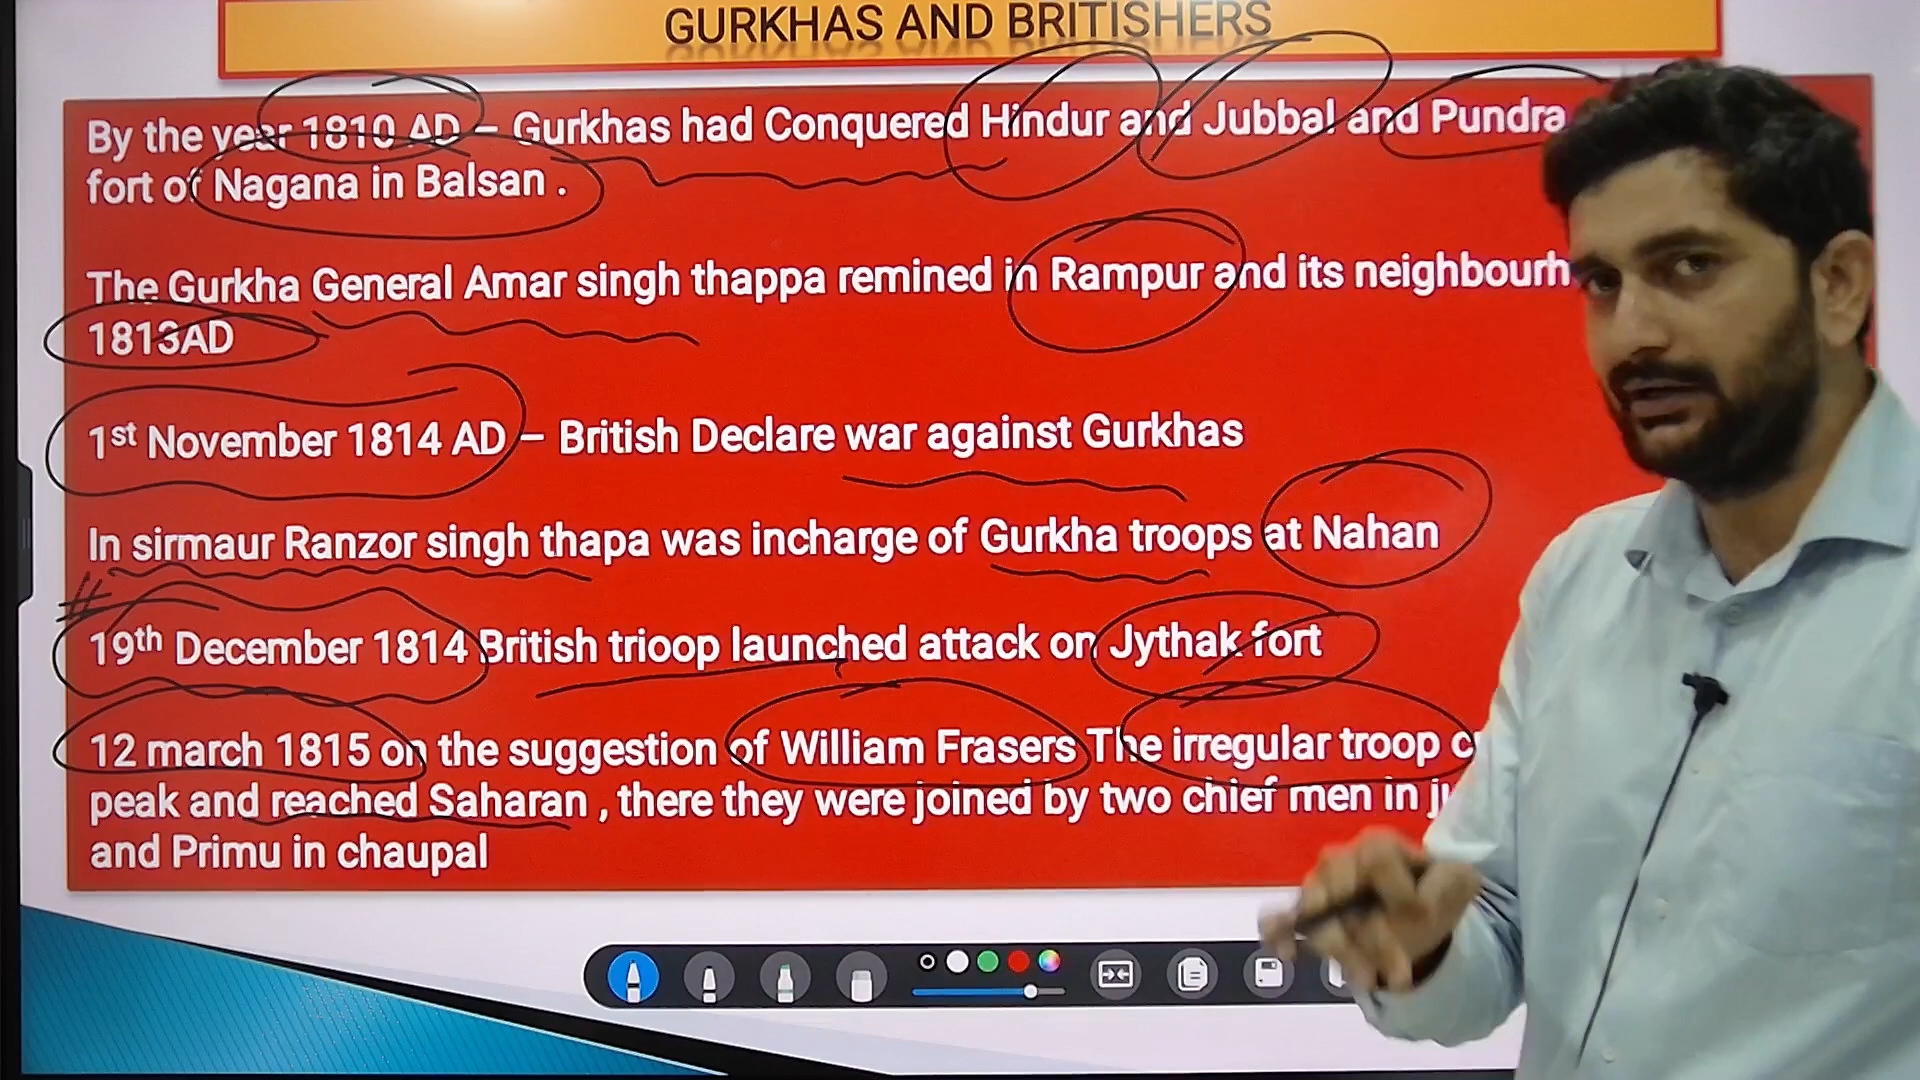 GURKHAS AND BRITISHERS
By the year 1810 AD – Gurkhas had Conquered Hindur and Jubbal and Pundra
fort of Nagana in Balsan .
The Gurkha General Amar singh thappa remined in Rampur and its neighbourh
1813AD
1st November 1814 AD – British Declare war against Gurkhas
In sirmaur Ranzor singh thapa was incharge of Gurkha troops at Nahan
#
19th December 1814 British trioop launched attack on Jythak fort
12 march 1815 on the suggestion of William Frasers The irregular troop
peak and reached Saharan , there they were joined by two chief men in
and Primu in chaupal